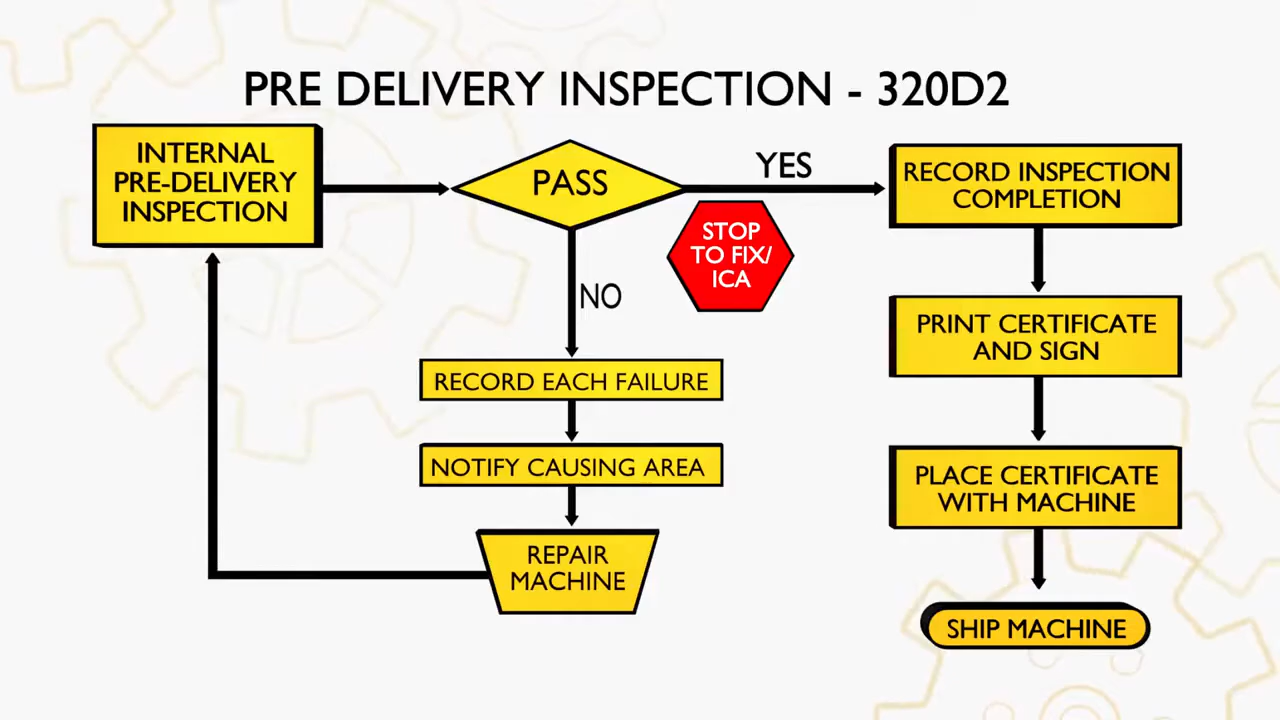 PRE DELIVERY INSPECTION - 320D2
INTERNAL
PRE-DELIVERY
INSPECTION
PASS
YES
STOP
TO FIX/
ICA
NO
RECORD EACH FAILURE
NOTIFY CAUSING AREA
REPAIR
MACHINE
RECORD INSPECTION
COMPLETION
PRINT CERTIFICATE
AND SIGN
PLACE CERTIFICATE
WITH MACHINE
SHIP MACHINE